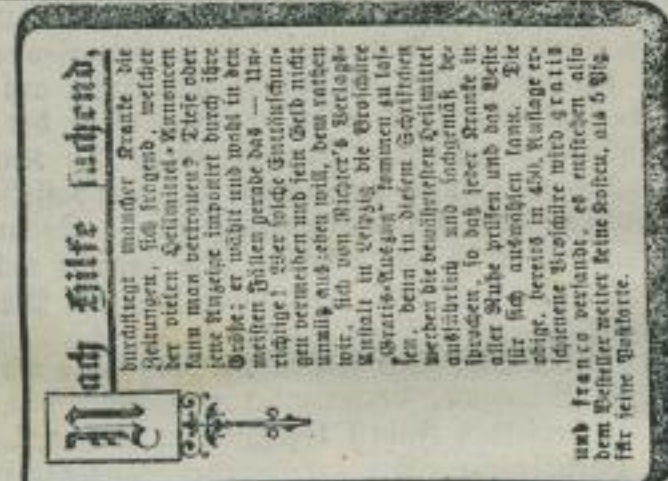 Nach Hilfe suchend,
durchfliegt mancher Kranke die
Zeitungen, sich fragend, welcher
der vielen Heilmittel-Annoncen
kann man vertrauen? Diese oder
jene Anzeige imponirt durch ihre
Größe; er wählt und wohl in den
meisten Fällen gerade das — Un-
richtige! Wer solche Enttäuschun-
gen vermeiden und sein Geld nicht
unnütz ausgeben will, dem rathen
wir, sich von Richter's Verlags-
Anstalt in Leipzig die Broschüre
"Gratis-Auszug" kommen zu las-
sen, denn in diesem Schriftchen
werden die bewährtesten Heilmittel
ausführlich und sachgemäß be-
sprochen, so daß jeder Kranke in
aller Ruhe prüfen und das Beste
für sich auswählen kann. Die
obige, bereits in 450. Auflage er-
schienene Broschüre wird gratis
und franco versandt, es entstehen also
dem Besteller weiter keine Kosten, als 5 Pfg.
für seine Postkarte.